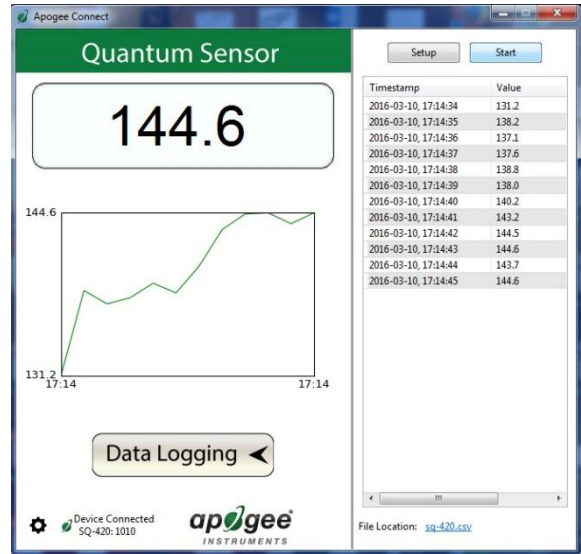 Apogee Connect
Quantum Sensor
144.6
144.6
131.2
17:14
17:14
Data Logging
Device Connected
SQ-420: 1010
apogee
INSTRUMENTS
Setup
Start
Timestamp Value
2016-03-10, 17:14:34 131.2
2016-03-10, 17:14:35 138.2
2016-03-10, 17:14:36 137.1
2016-03-10, 17:14:37 137.6
2016-03-10, 17:14:38 138.8
2016-03-10, 17:14:39 138.0
2016-03-10, 17:14:40 140.2
2016-03-10, 17:14:41 143.2
2016-03-10, 17:14:42 144.5
2016-03-10, 17:14:43 144.6
2016-03-10, 17:14:44 143.7
2016-03-10, 17:14:45 144.6
File Location: sq-420.csv